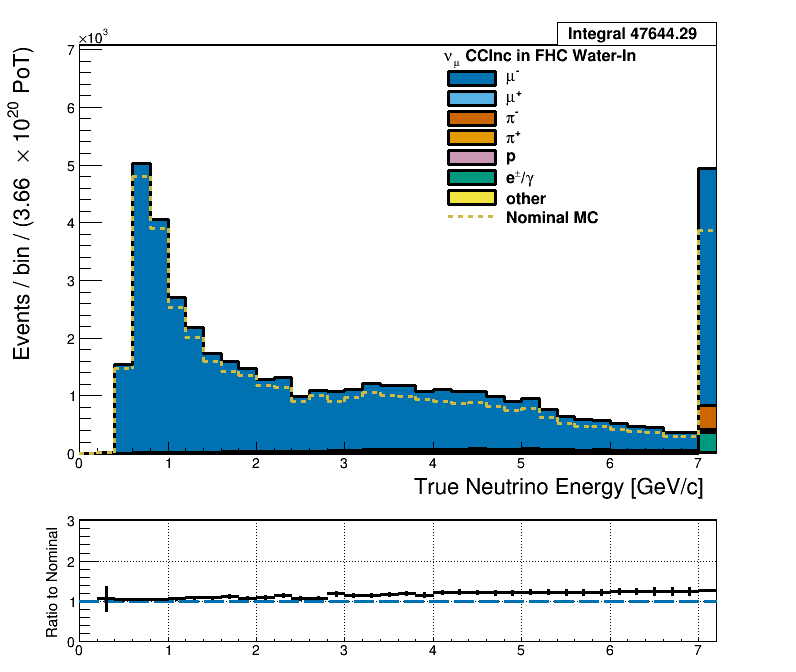 Integral 47644.29
×10³
ν_μ CCInc in FHC Water-In
μ⁻
μ⁺
π⁻
π⁺
p
e^±/γ
other
Nominal MC
Events / bin / (3.66 × 10²⁰ PoT)
7
6
5
4
3
2
1
0
0 1 2 3 4 5 6 7
True Neutrino Energy [GeV/c]
Ratio to Nominal
3
2
1
0
0 1 2 3 4 5 6 7